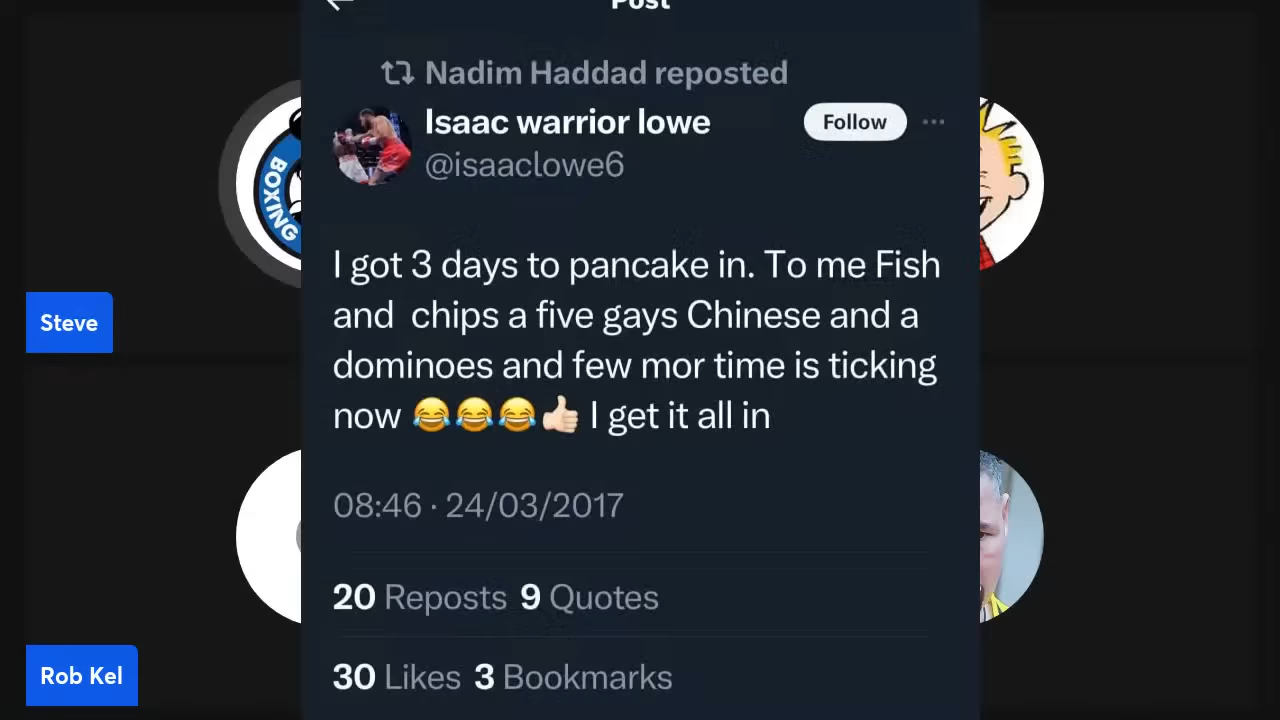 Post
Nadim Haddad reposted
Isaac warrior lowe
Follow
@isaaclowe6
BOXING
I got 3 days to pancake in. To me Fish
and chips a five gays Chinese and a
dominoes and few mor time is ticking
now 😂😂😂👍🏻 I get it all in
Steve
08:46 · 24/03/2017
20 Reposts 9 Quotes
30 Likes 3 Bookmarks
Rob Kel